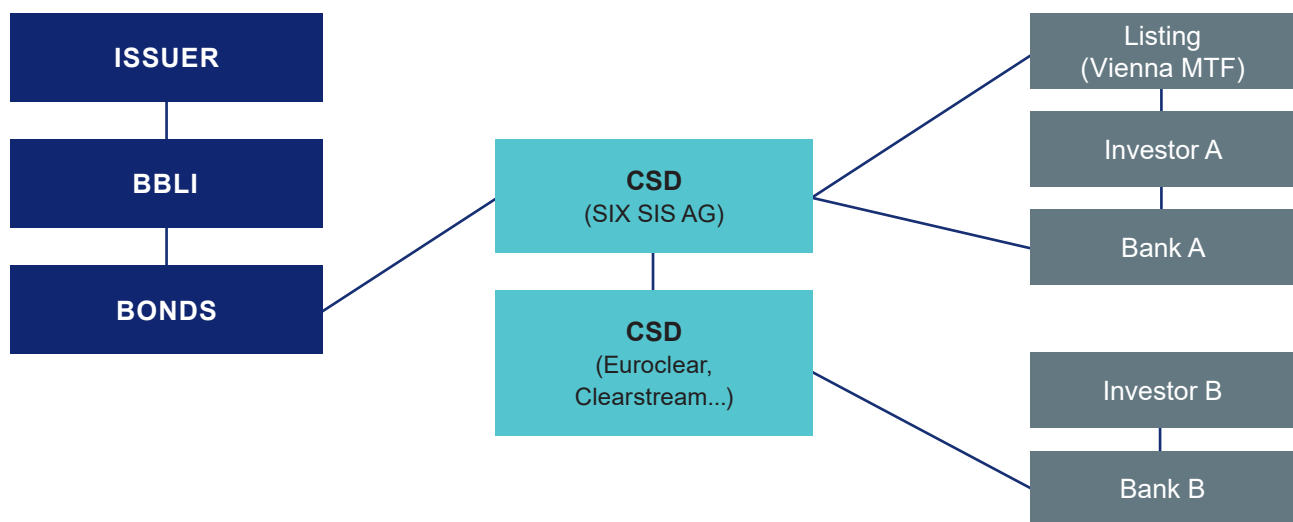 ISSUER
BBLI
BONDS
CSD
(SIX SIS AG)
CSD
(Euroclear,
Clearstream...)
Listing
(Vienna MTF)
Investor A
Bank A
Investor B
Bank B